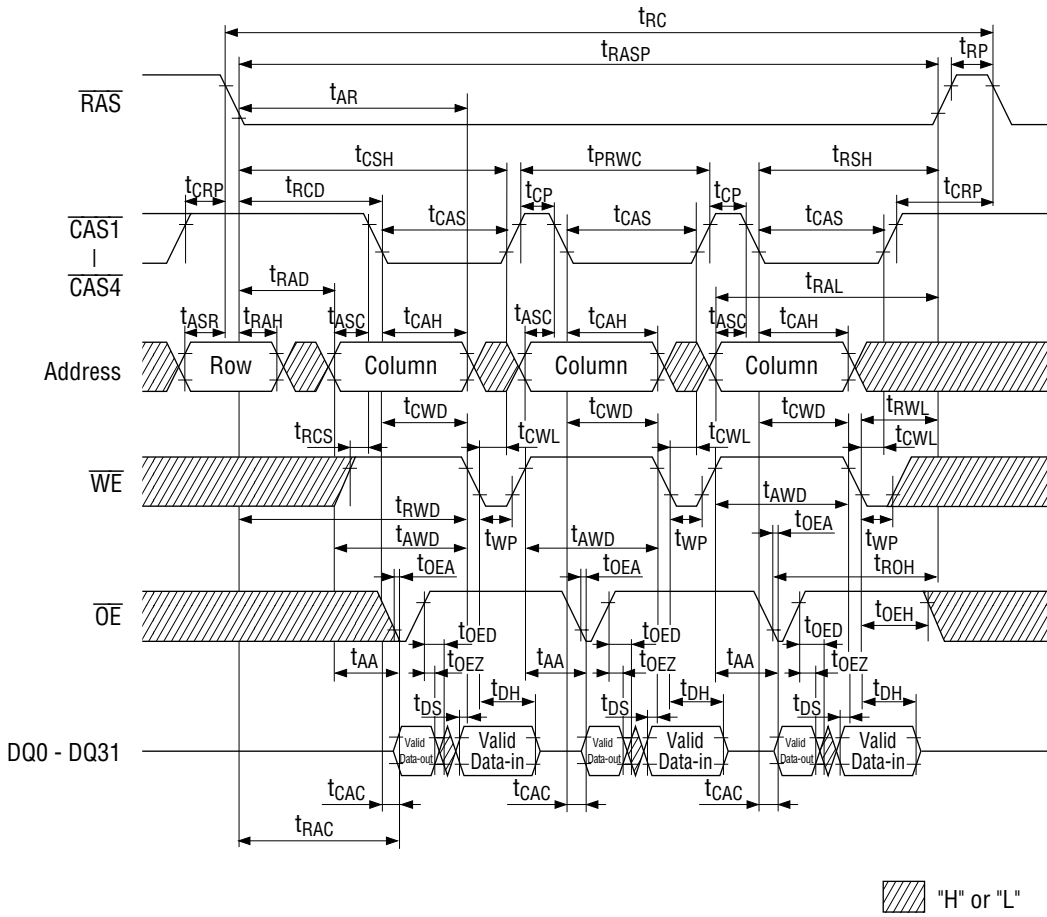 tRC
tRASP tRP
RAS
tAR
tCSH tPRWC tRSH
tCRP tRCD tCP tCP tCRP
CAS1 tCAS tCAS tCAS
|
CAS4
tRAD tRAL
tASR tRAH tASC tCAH tASC tCAH tASC tCAH
Address Row Column Column Column
tCWD tCWD tCWD tRWL
tRCS tCWL tCWL tCWL
WE
tRWD tWP tWP tAWD tWP
tAWD tAWD tOEA
tOEA tOEA tROH
OE
tOED tOED tOED tOEH
tAA tOEZ tAA tOEZ tAA tOEZ
tDS tDH tDS tDH tDS tDH
DQ0 - DQ31 Valid Data-out Valid Data-in Valid Data-out Valid Data-in Valid Data-out Valid Data-in
tCAC tCAC tCAC
tRAC
"H" or "L"